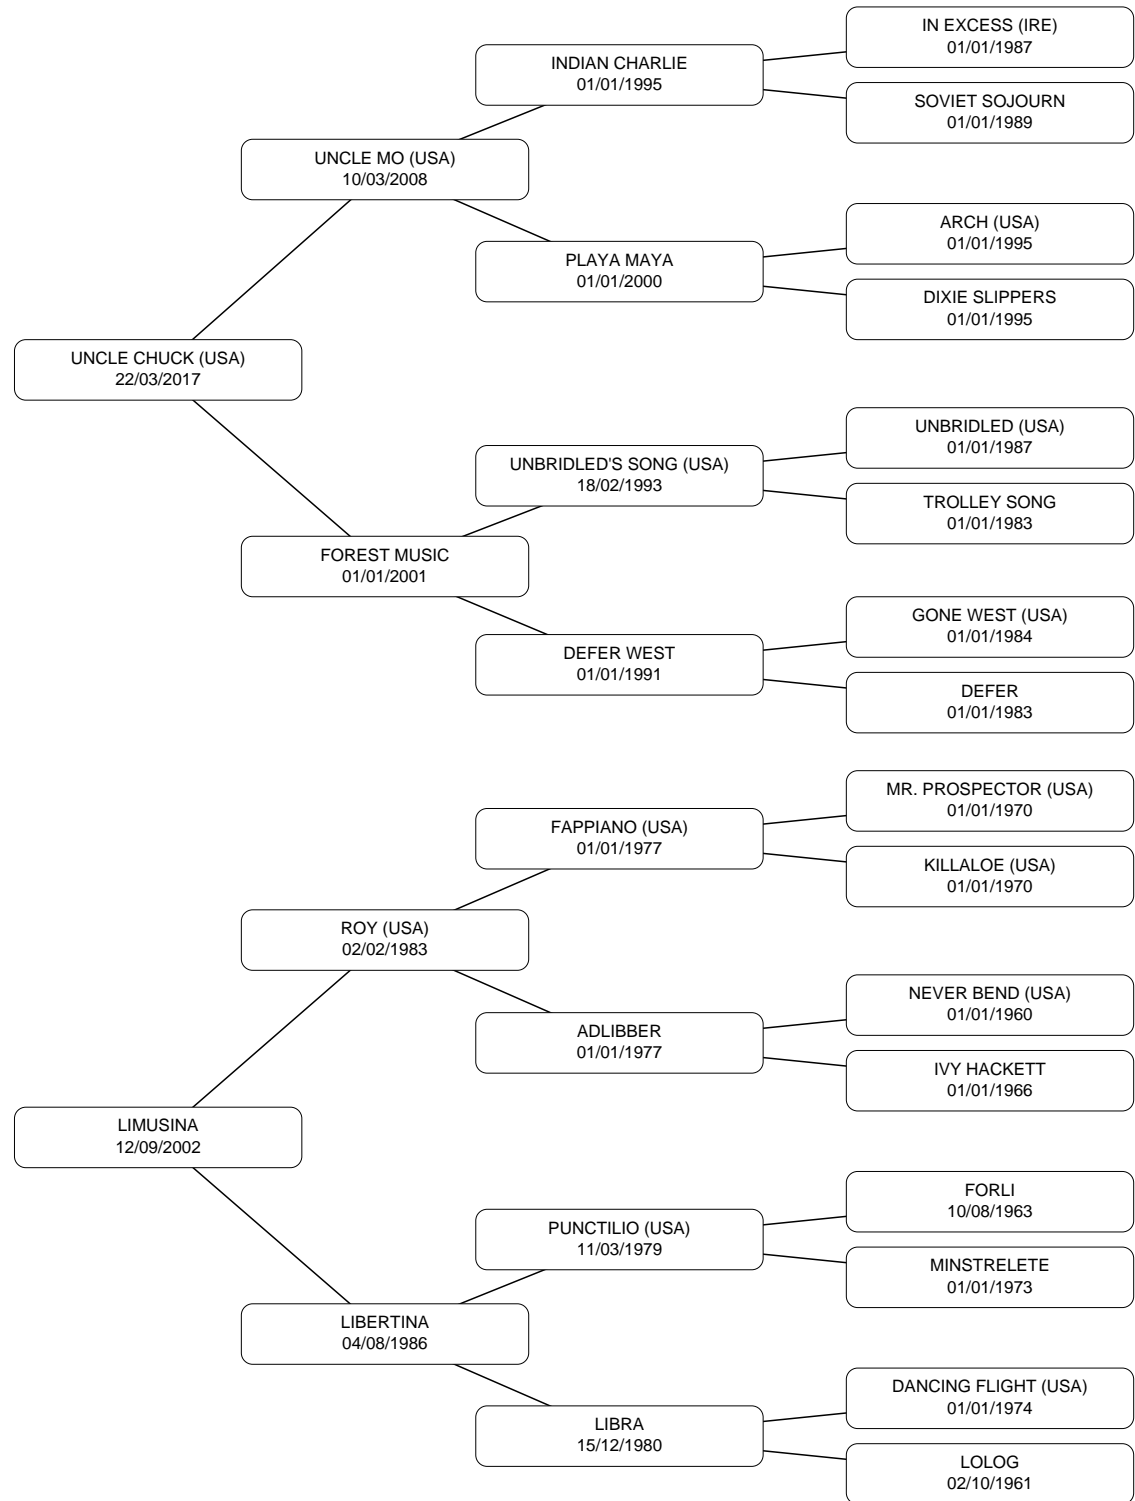 IN EXCESS (IRE)
01/01/1987
INDIAN CHARLIE
01/01/1995
SOVIET SOJOURN
01/01/1989
UNCLE MO (USA)
10/03/2008
ARCH (USA)
01/01/1995
PLAYA MAYA
01/01/2000
DIXIE SLIPPERS
01/01/1995
UNCLE CHUCK (USA)
22/03/2017
UNBRIDLED (USA)
01/01/1987
UNBRIDLED'S SONG (USA)
18/02/1993
TROLLEY SONG
01/01/1983
FOREST MUSIC
01/01/2001
GONE WEST (USA)
01/01/1984
DEFER WEST
01/01/1991
DEFER
01/01/1983
MR. PROSPECTOR (USA)
01/01/1970
FAPPIANO (USA)
01/01/1977
KILLALOE (USA)
01/01/1970
ROY (USA)
02/02/1983
NEVER BEND (USA)
01/01/1960
ADLIBBER
01/01/1977
IVY HACKETT
01/01/1966
LIMUSINA
12/09/2002
FORLI
10/08/1963
PUNCTILIO (USA)
11/03/1979
MINSTRELETE
01/01/1973
LIBERTINA
04/08/1986
DANCING FLIGHT (USA)
01/01/1974
LIBRA
15/12/1980
LOLOG
02/10/1961